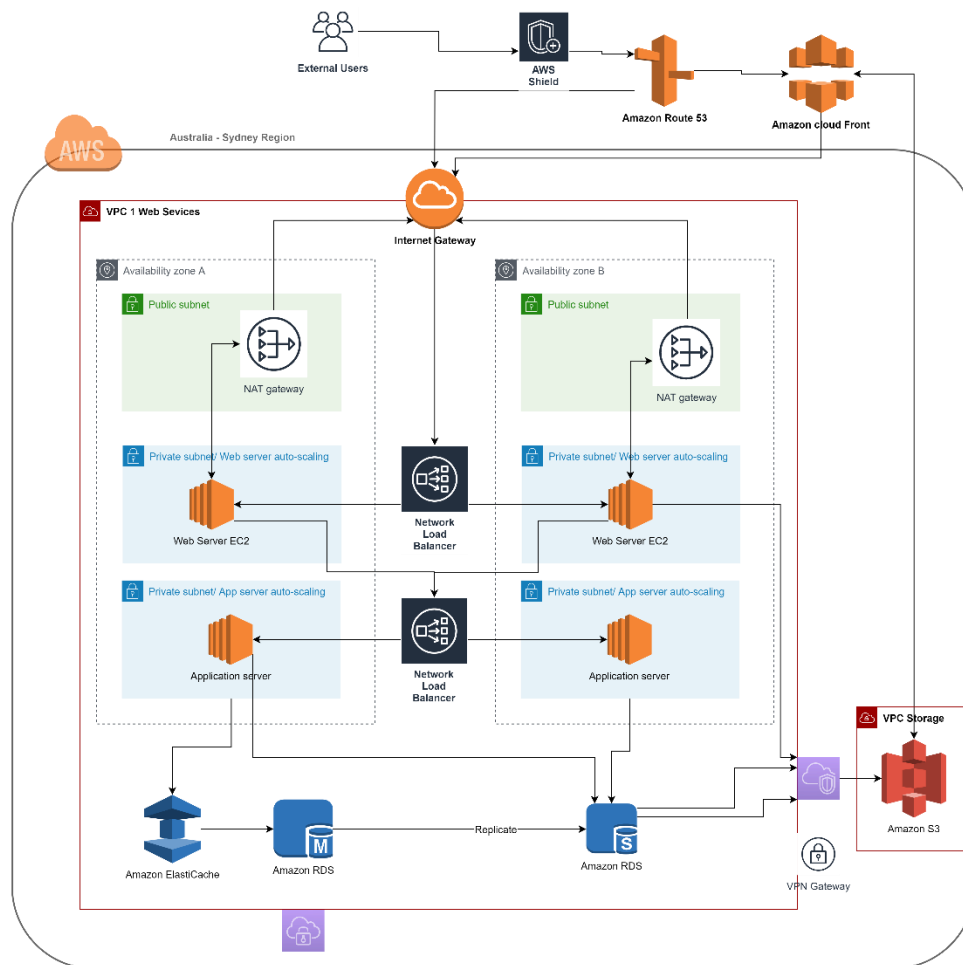 External Users
AWS
Shield
Amazon Route 53
Amazon cloud Front
AWS
Australia - Sydney Region
VPC 1 Web Sevices
Internet Gateway
Availability zone A
Availability zone B
Public subnet
Public subnet
NAT gateway
NAT gateway
Private subnet/ Web server auto-scaling
Private subnet/ Web server auto-scaling
Web Server EC2
Network
Load
Balancer
Web Server EC2
Private subnet/ App server auto-scaling
Private subnet/ App server auto-scaling
Application server
Network
Load
Balancer
Application server
VPC Storage
Amazon S3
M
Replicate
S
Amazon ElastiCache
Amazon RDS
Amazon RDS
VPN Gateway